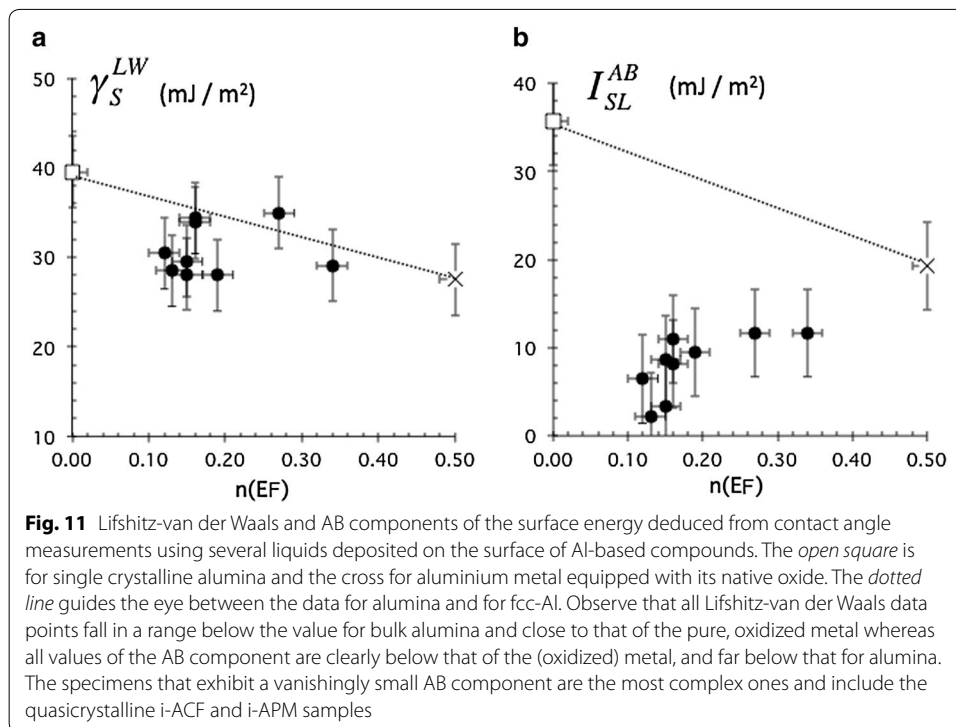 a
γ_S^{LW} (mJ / m²)
50
40
30
20
10
0.00 0.10 0.20 0.30 0.40 0.50
n(EF)
b
I_{SL}^{AB} (mJ / m²)
40
30
20
10
0
0.00 0.10 0.20 0.30 0.40 0.50
n(EF)
Fig. 11 Lifshitz-van der Waals and AB components of the surface energy deduced from contact angle
measurements using several liquids deposited on the surface of Al-based compounds. The open square is
for single crystalline alumina and the cross for aluminium metal equipped with its native oxide. The dotted
line guides the eye between the data for alumina and for fcc-Al. Observe that all Lifshitz-van der Waals data
points fall in a range below the value for bulk alumina and close to that of the pure, oxidized metal whereas
all values of the AB component are clearly below that of the (oxidized) metal, and far below that for alumina.
The specimens that exhibit a vanishingly small AB component are the most complex ones and include the
quasicrystalline i-ACF and i-APM samples